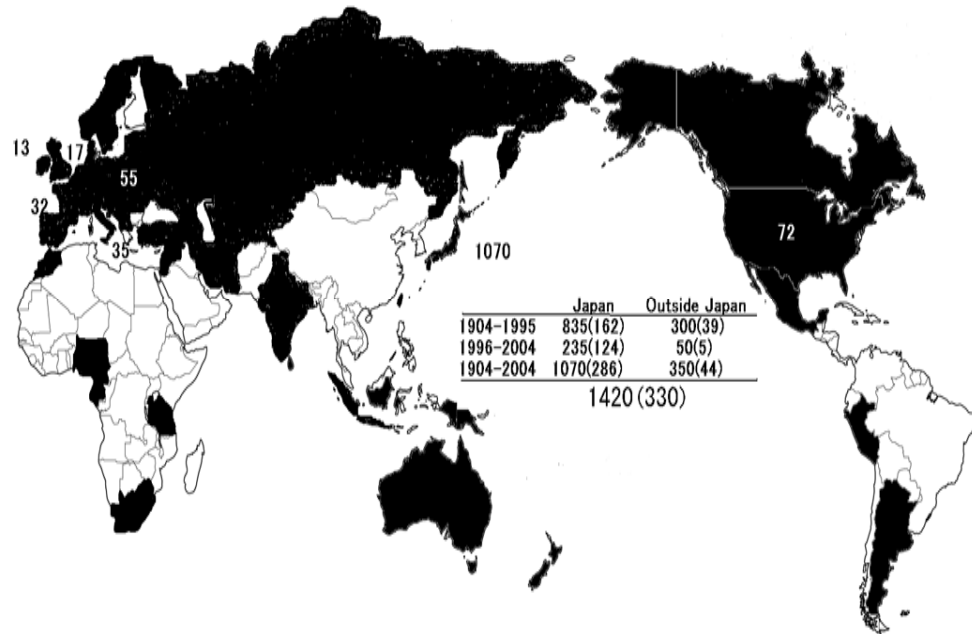 13
17
55
32
35
1070
72
Japan Outside Japan
1904-1995 835(162) 300(39)
1996-2004 235(124) 50(5)
1904-2004 1070(286) 350(44)
1420(330)